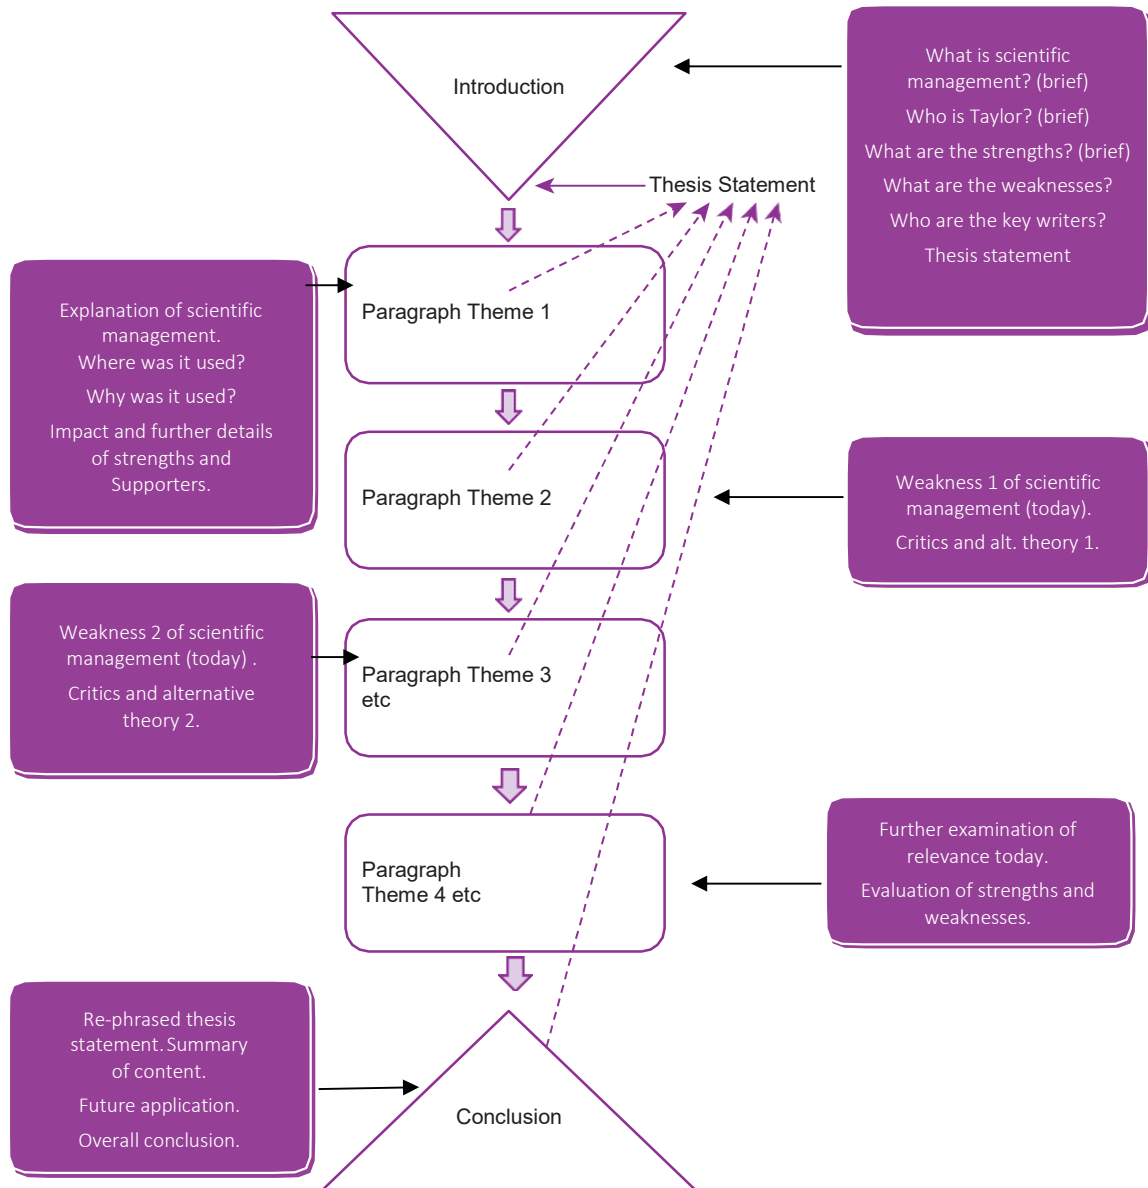 Introduction
What is scientific
management? (brief)
Who is Taylor? (brief)
What are the strengths? (brief)
What are the weaknesses?
Who are the key writers?
Thesis statement
Thesis Statement
Explanation of scientific
management.
Where was it used?
Why was it used?
Impact and further details
of strengths and
Supporters.
Paragraph Theme 1
Paragraph Theme 2
Weakness 1 of scientific
management (today).
Critics and alt. theory 1.
Weakness 2 of scientific
management (today) .
Critics and alternative
theory 2.
Paragraph Theme 3
etc
Paragraph
Theme 4 etc
Further examination of
relevance today.
Evaluation of strengths and
weaknesses.
Re-phrased thesis
statement. Summary
of content.
Future application.
Overall conclusion.
Conclusion